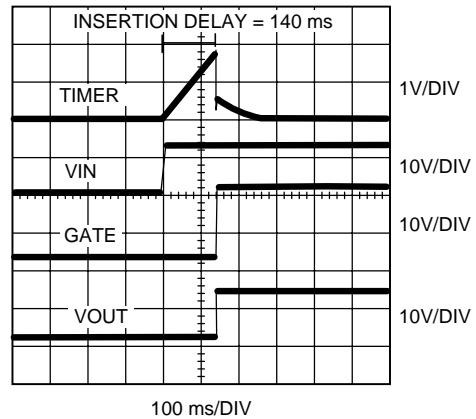 INSERTION DELAY = 140 ms
TIMER
1V/DIV
VIN
10V/DIV
GATE
10V/DIV
VOUT
10V/DIV
100 ms/DIV